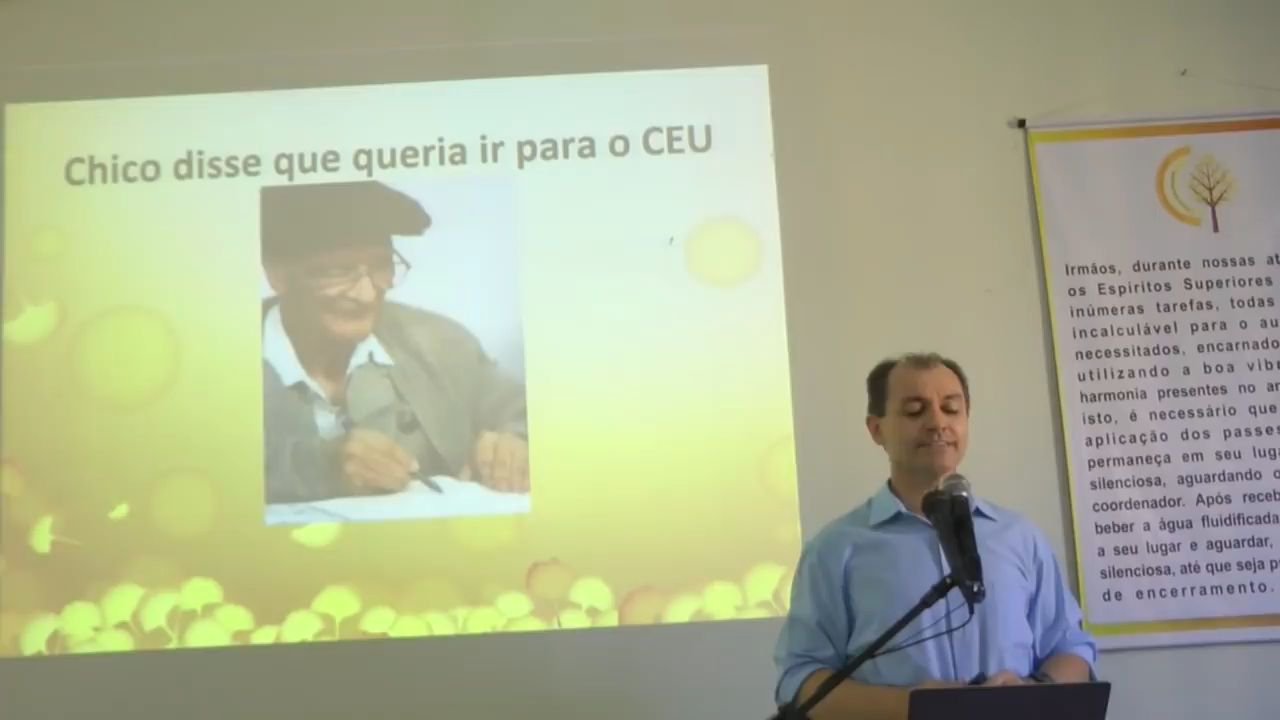 Chico disse que queria ir para o CEU
Irmãos, durante nossas
os Espíritos Superiores
inúmeras tarefas, todas
incalculável para o
necessitados,
utilizando a boa
harmonia presentes no
isto, é necessário que
aplicação dos passes
permaneça em seu
silenciosa, aguardando
coordenador. Após
beber a água fluidificada
a seu lugar e aguardar,
silenciosa, até que seja
de encerramento.